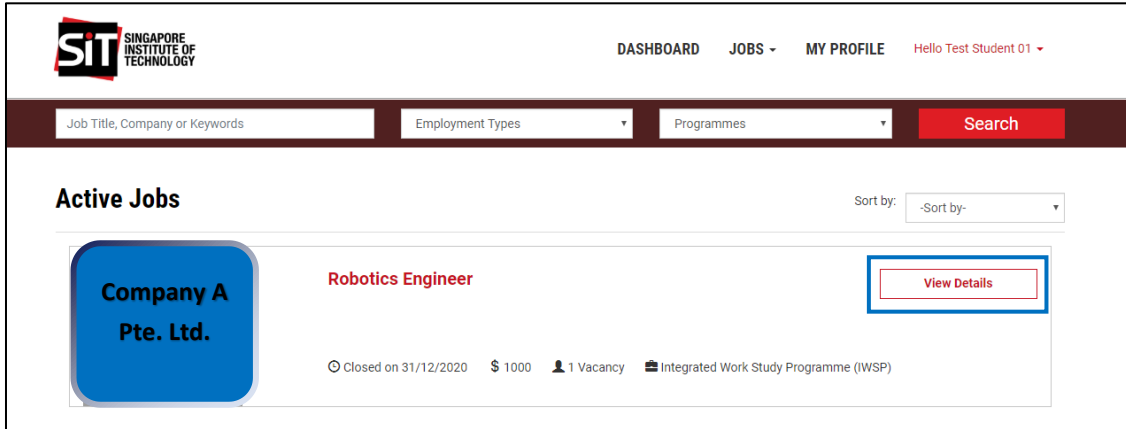 SiT SINGAPORE
INSTITUTE OF
TECHNOLOGY
DASHBOARD JOBS MY PROFILE Hello Test Student 01
Job Title, Company or Keywords Employment Types Programmes Search
Active Jobs Sort by: -Sort by-
Company A
Pte. Ltd.
Robotics Engineer View Details
Closed on 31/12/2020 $ 1000 1 Vacancy Integrated Work Study Programme (IWSP)